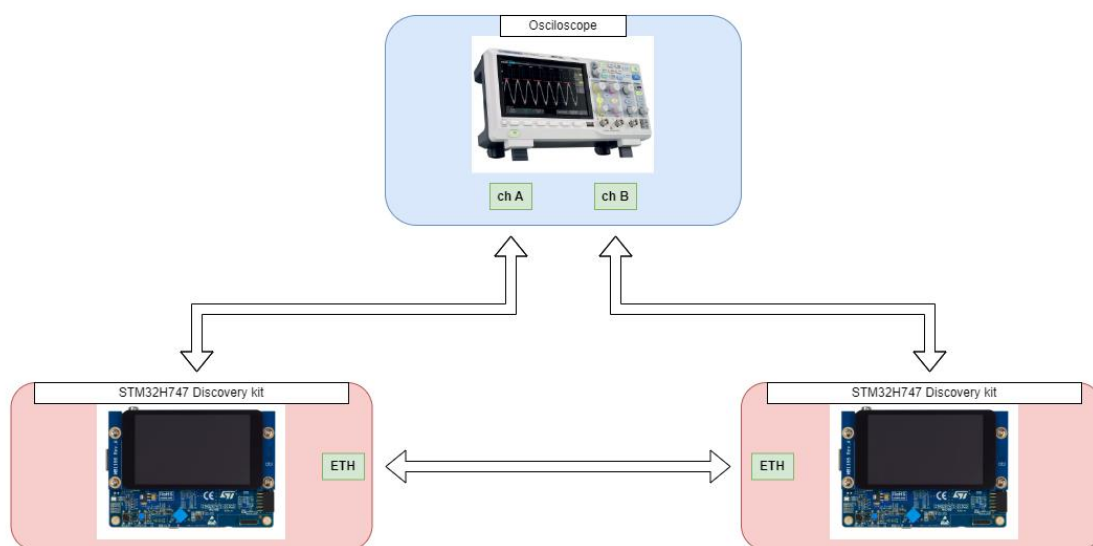 Osciloscope
ch A
ch B
STM32H747 Discovery kit
STM32H747 Discovery kit
ETH
ETH